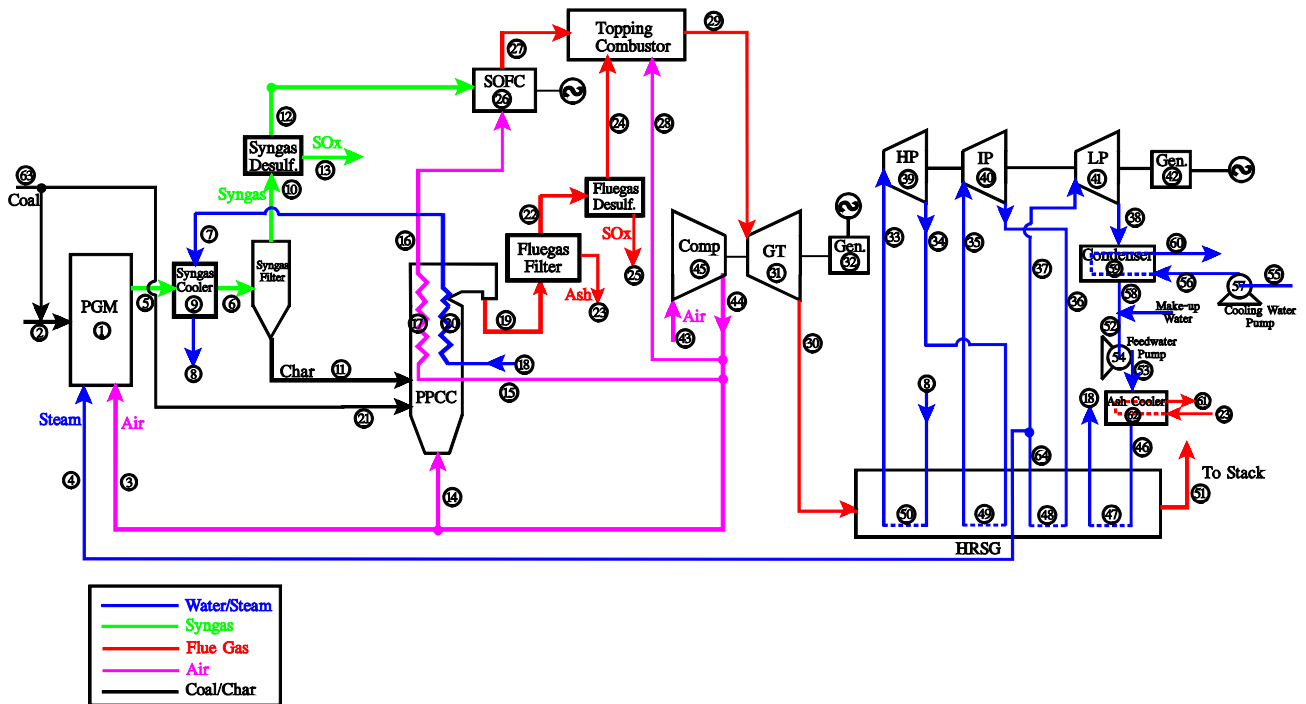 29
Topping
Combustor
27
SOFC
26
12
24
28
Syngas
Desulf.
SOx
13
HP
39
IP
40
LP
41
Gen.
42
63
Coal
Syngas
10
22
Fluegas
Desulf.
7
16
SOx
25
Comp
45
GT
31
Gen.
32
33
34
35
37
38
60
Condenser
59
56
55
57
Cooling Water
Pump
PGM
1
5
Syngas
Cooler
9
6
Syngas
Filter
Fluegas
Filter
Ash
23
44
36
58
Make-up
Water
2
17
20
19
Air
43
30
52
Feedwater
Pump
54
53
8
Char
11
18
15
PPCC
21
8
18
Ash Cooler
62
61
23
Steam
Air
4
3
14
64
46
To Stack
51
50
49
48
47
HRSG
Water/Steam
Syngas
Flue Gas
Air
Coal/Char